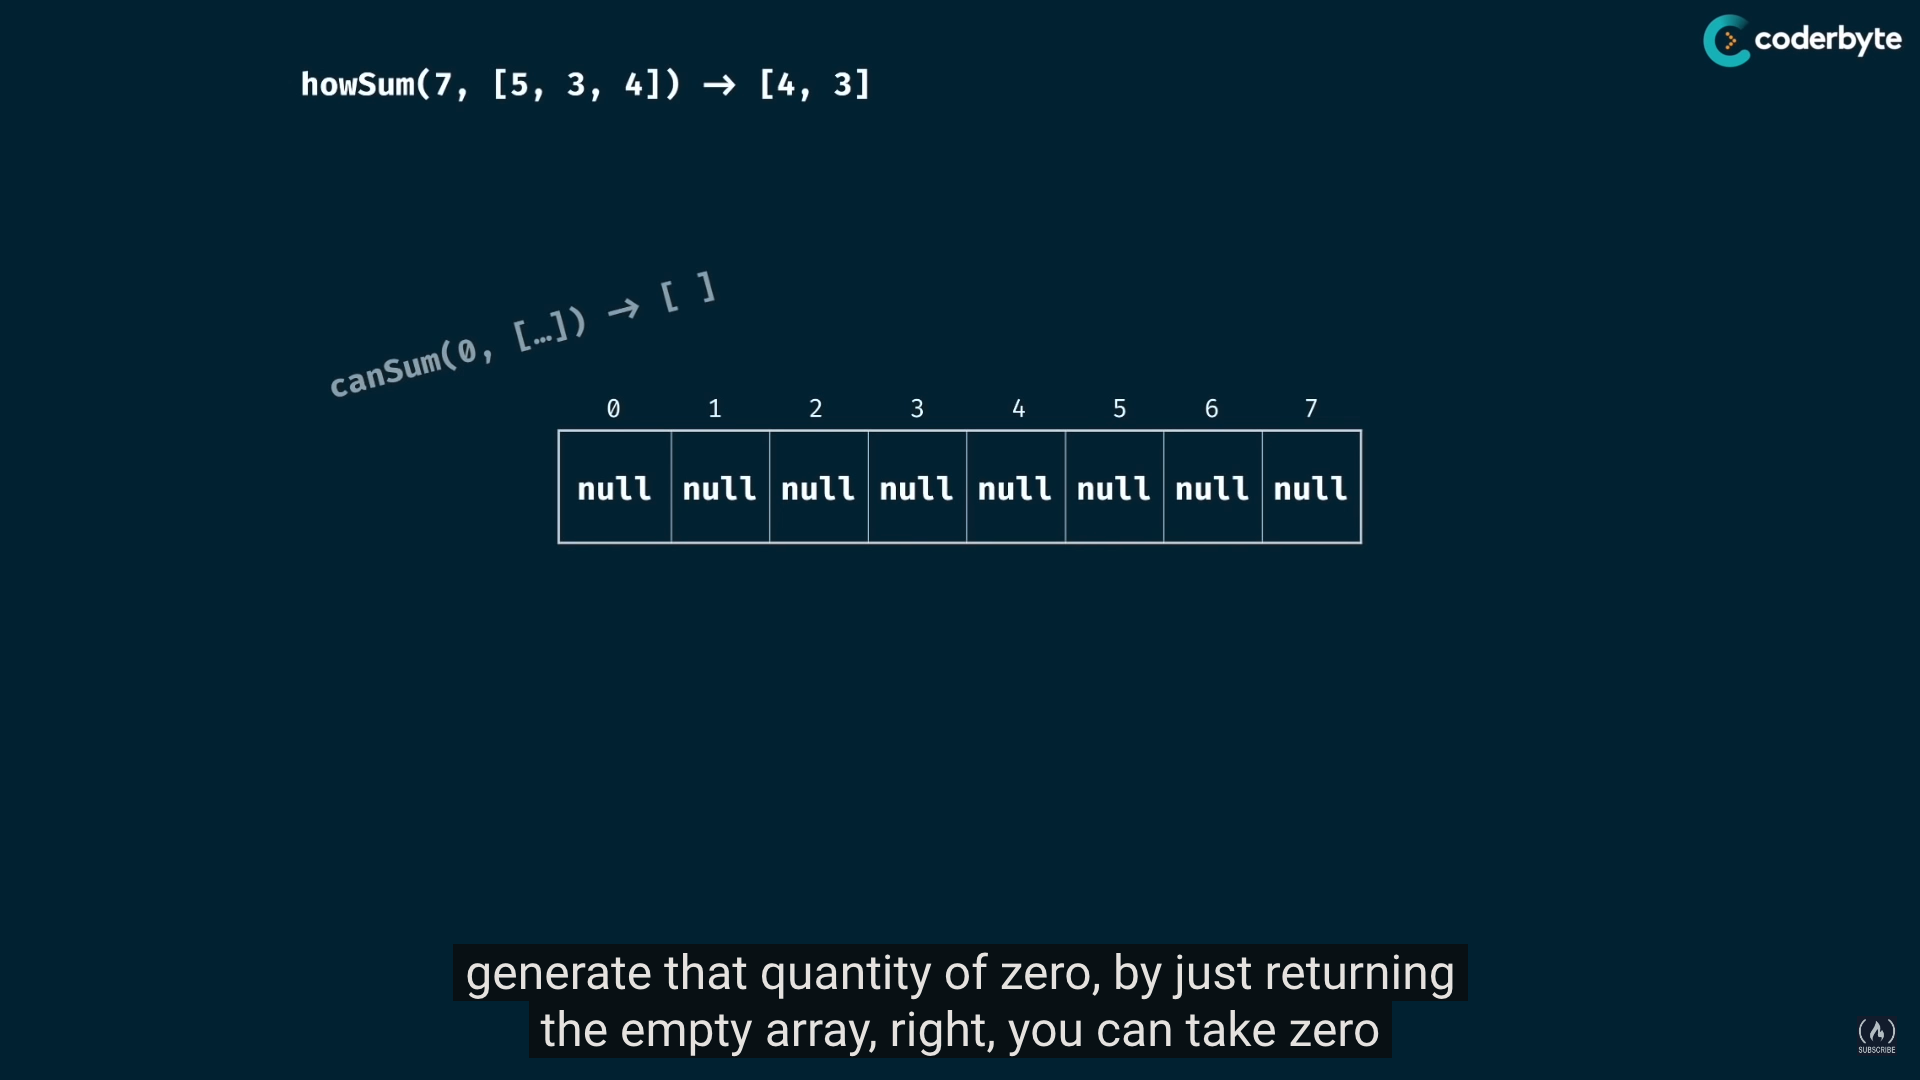 coderbyte
howSum(7, [5, 3, 4]) → [4, 3]
canSum(0, […]) → [ ]
0 1 2 3 4 5 6 7
null null null null null null null null
generate that quantity of zero, by just returning
the empty array, right, you can take zero
SUBSCRIBE